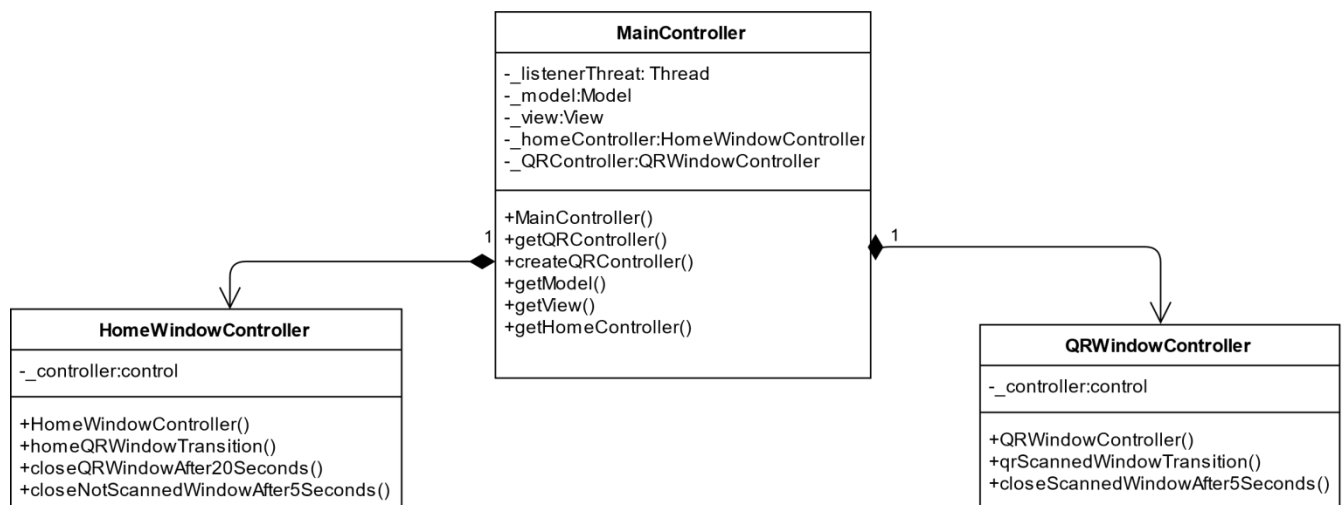 MainController
-_listenerThreat: Thread
-_model:Model
-_view:View
-_homeController:HomeWindowController
-_QRController:QRWindowController
+MainController()
+getQRController()
+createQRController()
+getModel()
+getView()
+getHomeController()
1
1
HomeWindowController
-_controller:control
+HomeWindowController()
+homeQRWindowTransition()
+closeQRWindowAfter20Seconds()
+closeNotScannedWindowAfter5Seconds()
QRWindowController
-_controller:control
+QRWindowController()
+qrScannedWindowTransition()
+closeScannedWindowAfter5Seconds()